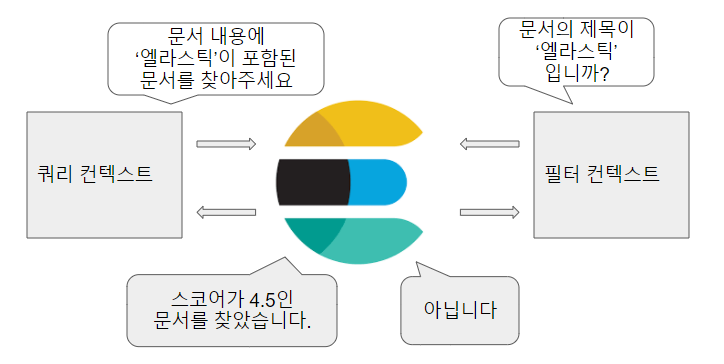 문서 내용에
‘엘라스틱’이 포함된
문서를 찾아주세요
문서의 제목이
‘엘라스틱’
입니까?
쿼리 컨텍스트
필터 컨텍스트
스코어가 4.5인
문서를 찾았습니다.
아닙니다